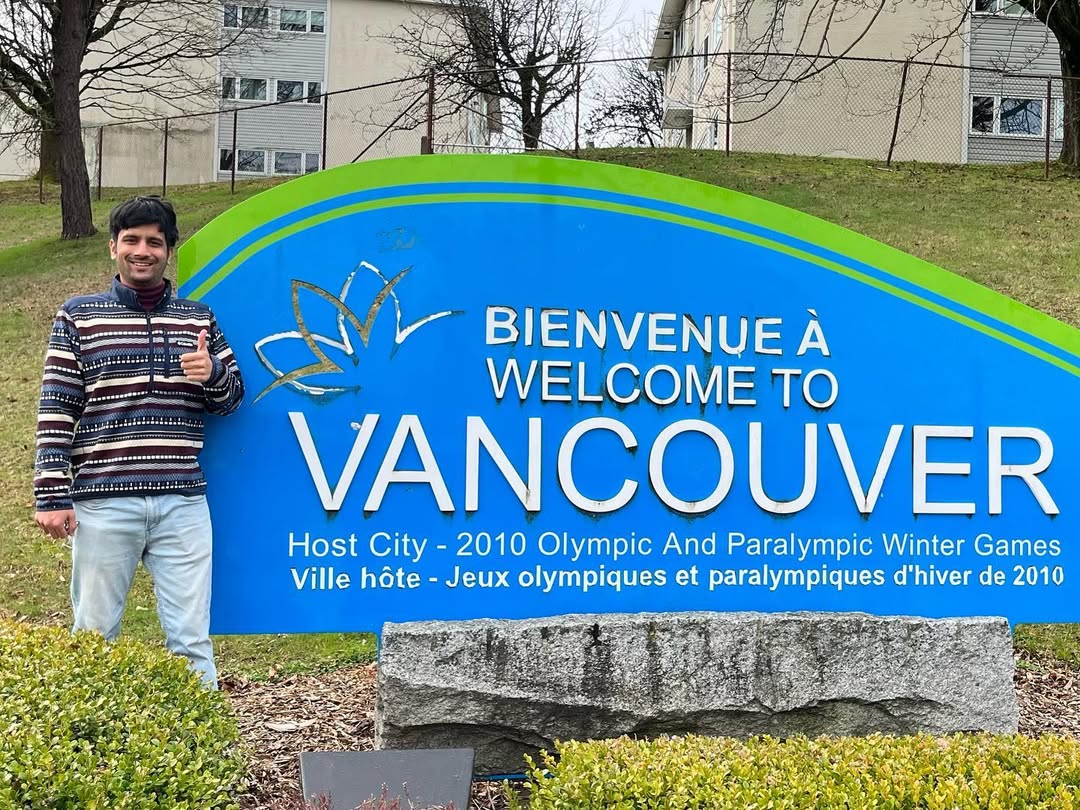 BIENVENUE À
WELCOME TO
VANCOUVER
Host City - 2010 Olympic And Paralympic Winter Games
Ville hôte - Jeux olympiques et paralympiques d'hiver de 2010